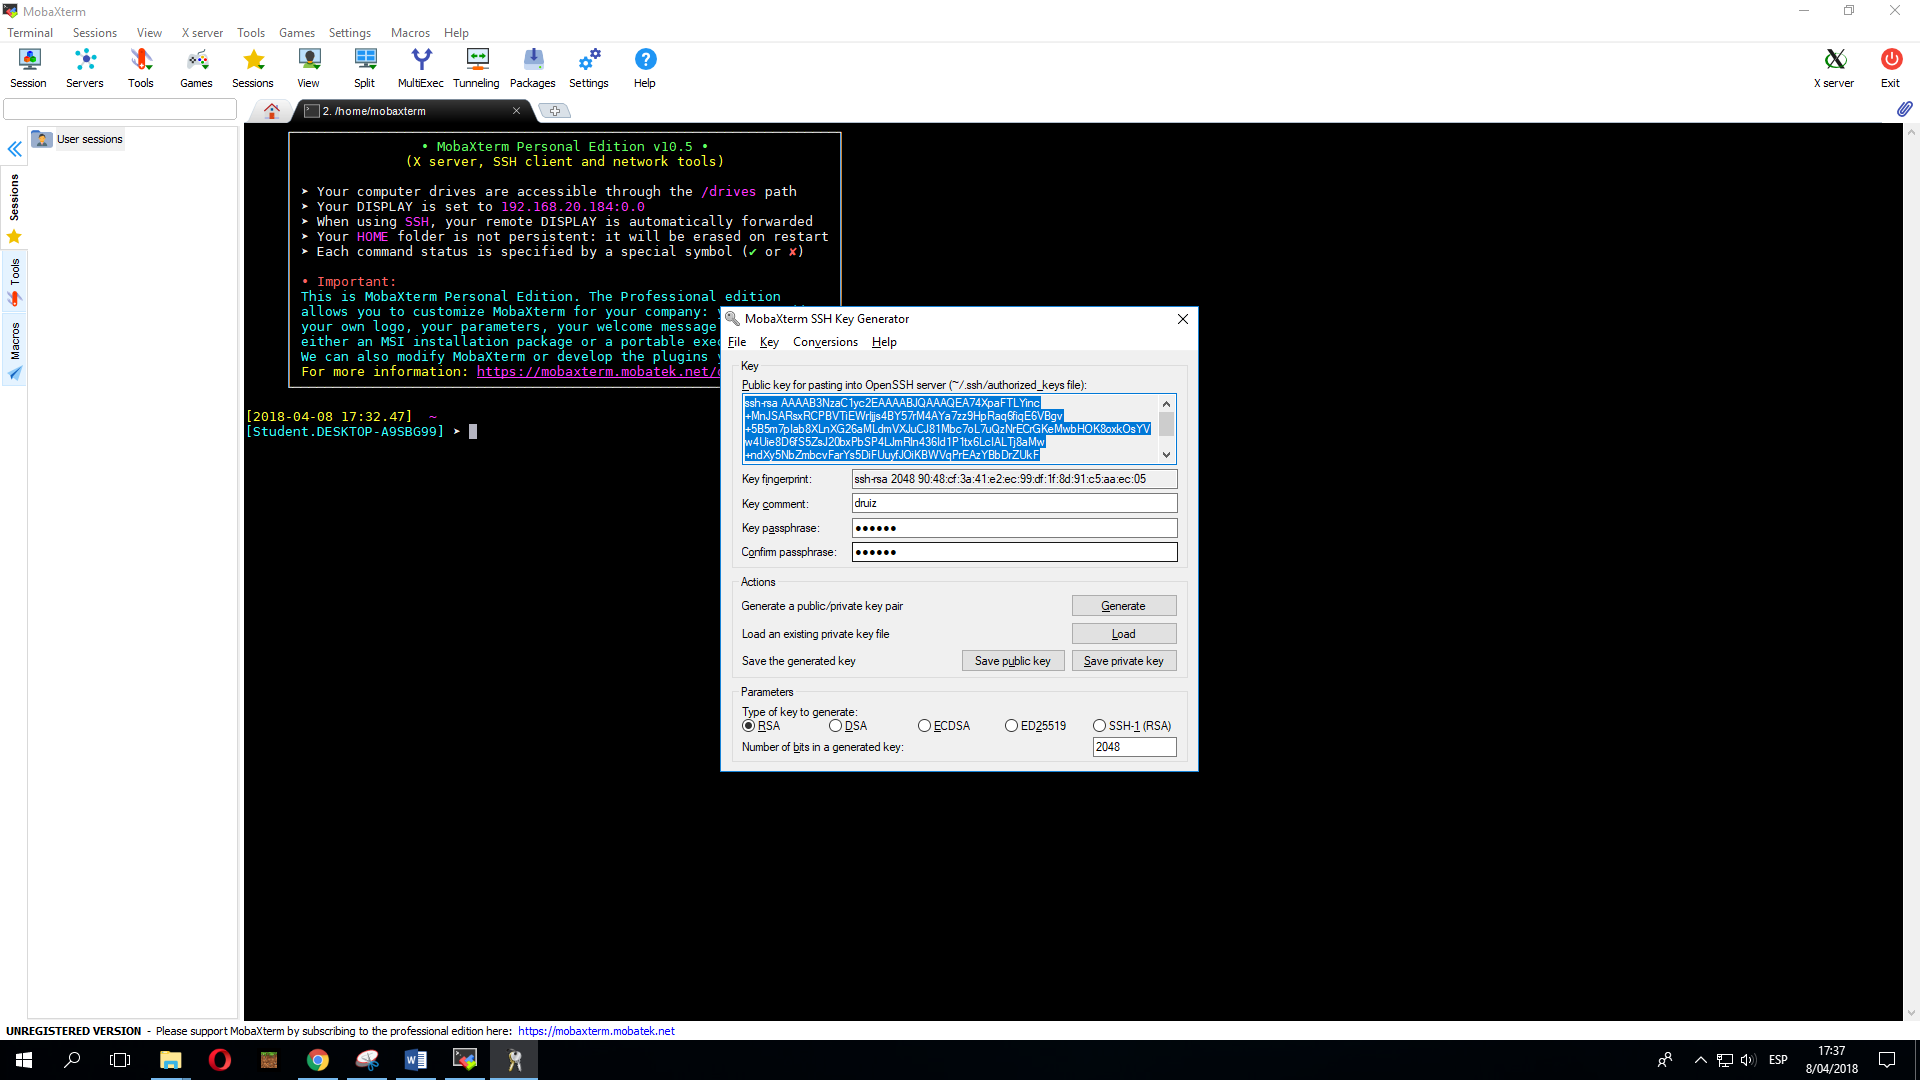 MobaXterm
Terminal Sessions View X server Tools Games Settings Macros Help
Session Servers Tools Games Sessions View Split MultiExec Tunneling Packages Settings Help X server Exit
2. /home/mobaxterm
User sessions
Sessions
Tools
Macros
• MobaXterm Personal Edition v10.5 •
(X server, SSH client and network tools)
➤ Your computer drives are accessible through the /drives path
➤ Your DISPLAY is set to 192.168.20.184:0.0
➤ When using SSH, your remote DISPLAY is automatically forwarded
➤ Your HOME folder is not persistent: it will be erased on restart
➤ Each command status is specified by a special symbol (✔ or ✘)
• Important:
This is MobaXterm Personal Edition. The Professional edition
allows you to customize MobaXterm for your company:
your own logo, your parameters, your welcome message
either an MSI installation package or a portable
We can also modify MobaXterm or develop the plugins
For more information: https://mobaxterm.mobatek.net/
[2018-04-08 17:32.47] ~
[Student.DESKTOP-A9SBG99] ➤
MobaXterm SSH Key Generator
File Key Conversions Help
Key
Public key for pasting into OpenSSH server (~/.ssh/authorized_keys file):
ssh-rsa
Key fingerprint: ssh-rsa 2048 90:48:cf:3a:41:e2:ec:99:df:1f:8d:91:c5:aa:ec:05
Key comment: druiz
Key passphrase: ●●●●●●
Confirm passphrase: ●●●●●●
Actions
Generate a public/private key pair Generate
Load an existing private key file Load
Save the generated key Save public key Save private key
Parameters
Type of key to generate:
RSA DSA ECDSA ED25519 SSH-1 (RSA)
Number of bits in a generated key: 2048
UNREGISTERED VERSION - Please support MobaXterm by subscribing to the professional edition here: https://mobaxterm.mobatek.net
ESP
17:37
8/04/2018